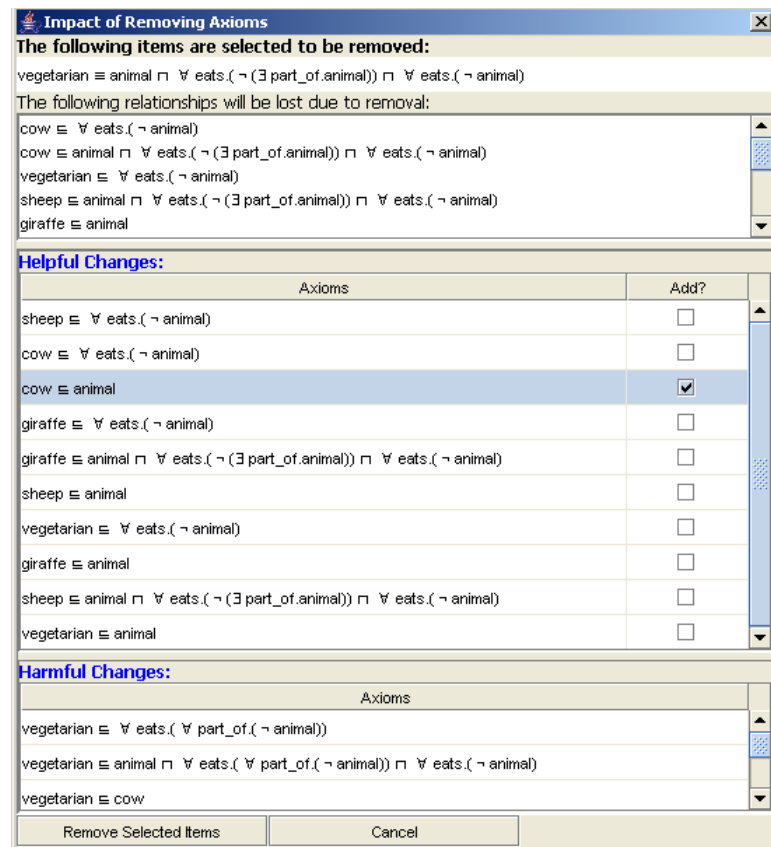 Impact of Removing Axioms
The following items are selected to be removed:
vegetarian ≡ animal ⊓ ∀ eats.( ¬ (∃ part_of.animal)) ⊓ ∀ eats.( ¬ animal)
The following relationships will be lost due to removal:
cow ⊑ ∀ eats.( ¬ animal)
cow ⊑ animal ⊓ ∀ eats.( ¬ (∃ part_of.animal)) ⊓ ∀ eats.( ¬ animal)
vegetarian ⊑ ∀ eats.( ¬ animal)
sheep ⊑ animal ⊓ ∀ eats.( ¬ (∃ part_of.animal)) ⊓ ∀ eats.( ¬ animal)
giraffe ⊑ animal
Helpful Changes:
Axioms Add?
sheep ⊑ ∀ eats.( ¬ animal)
cow ⊑ ∀ eats.( ¬ animal)
cow ⊑ animal
giraffe ⊑ ∀ eats.( ¬ animal)
giraffe ⊑ animal ⊓ ∀ eats.( ¬ (∃ part_of.animal)) ⊓ ∀ eats.( ¬ animal)
sheep ⊑ animal
vegetarian ⊑ ∀ eats.( ¬ animal)
giraffe ⊑ animal
sheep ⊑ animal ⊓ ∀ eats.( ¬ (∃ part_of.animal)) ⊓ ∀ eats.( ¬ animal)
vegetarian ⊑ animal
Harmful Changes:
Axioms
vegetarian ⊑ ∀ eats.( ∀ part_of.( ¬ animal))
vegetarian ⊑ animal ⊓ ∀ eats.( ∀ part_of.( ¬ animal)) ⊓ ∀ eats.( ¬ animal)
vegetarian ⊑ cow
Remove Selected Items Cancel